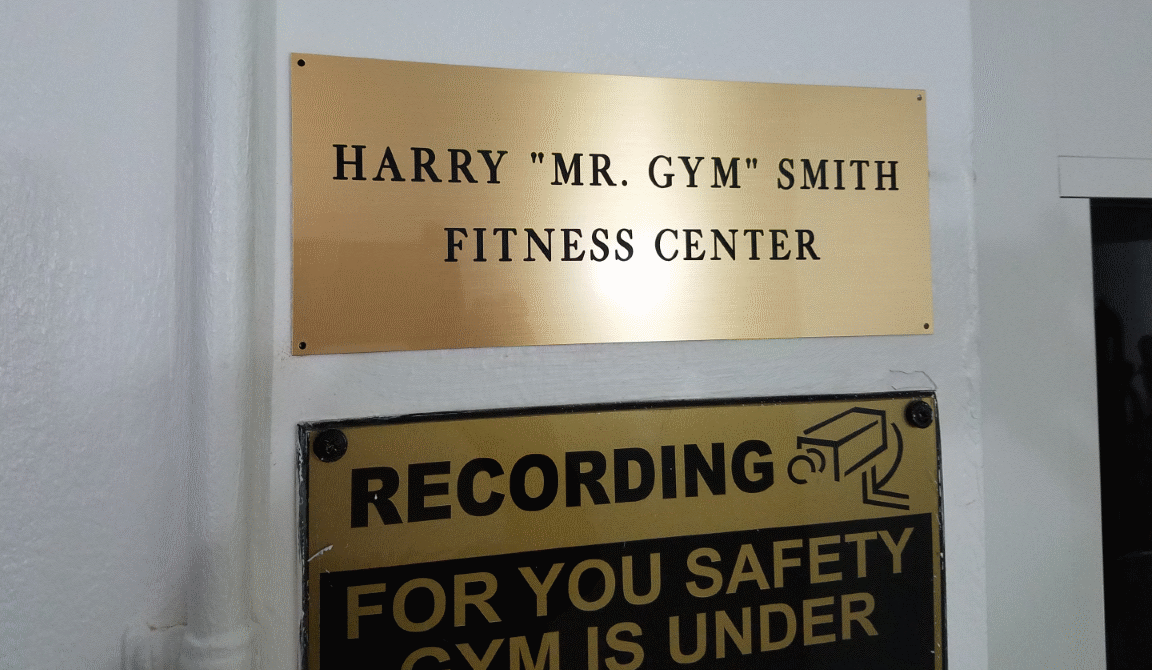 HARRY "MR. GYM" SMITH
FITNESS CENTER
RECORDING
FOR YOU SAFETY
GYM IS UNDER